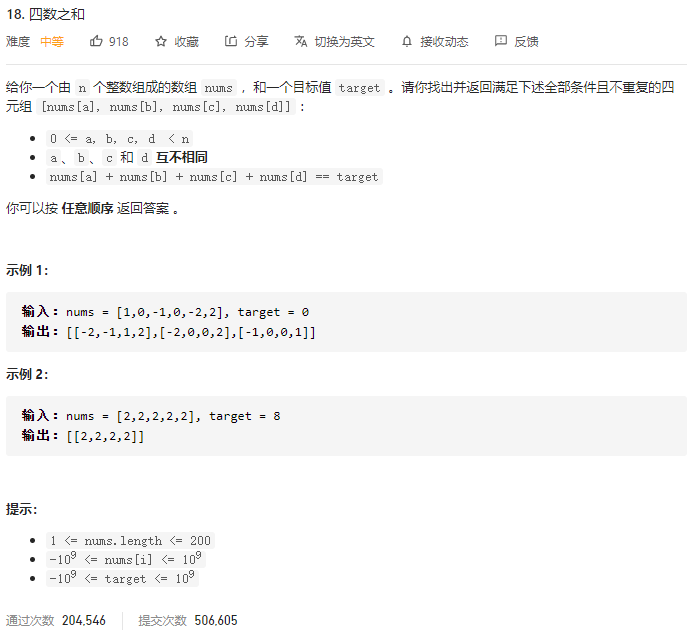 18. 四数之和
难度 中等 918 收藏 分享 切换为英文 接收动态 反馈
给你一个由 n 个整数组成的数组 nums ，和一个目标值 target 。请你找出并返回满足下述全部条件且不重复的四
元组 [nums[a], nums[b], nums[c], nums[d]] ：
0 <= a, b, c, d < n
a、b、c 和 d 互不相同
nums[a] + nums[b] + nums[c] + nums[d] == target
你可以按 任意顺序 返回答案 。
示例 1：
输入：nums = [1,0,-1,0,-2,2], target = 0
输出：[[-2,-1,1,2],[-2,0,0,2],[-1,0,0,1]]
示例 2：
输入：nums = [2,2,2,2,2], target = 8
输出：[[2,2,2,2]]
提示：
1 <= nums.length <= 200
-10⁹ <= nums[i] <= 10⁹
-10⁹ <= target <= 10⁹
通过次数 204,546 提交次数 506,605